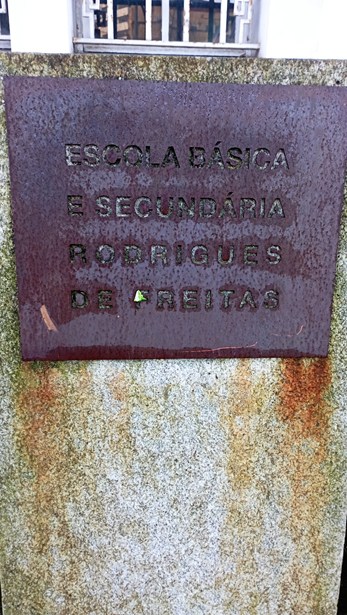 ESCOLA BÁSICA
E SECUNDÁRIA
RODRIGUES
DE FREITAS